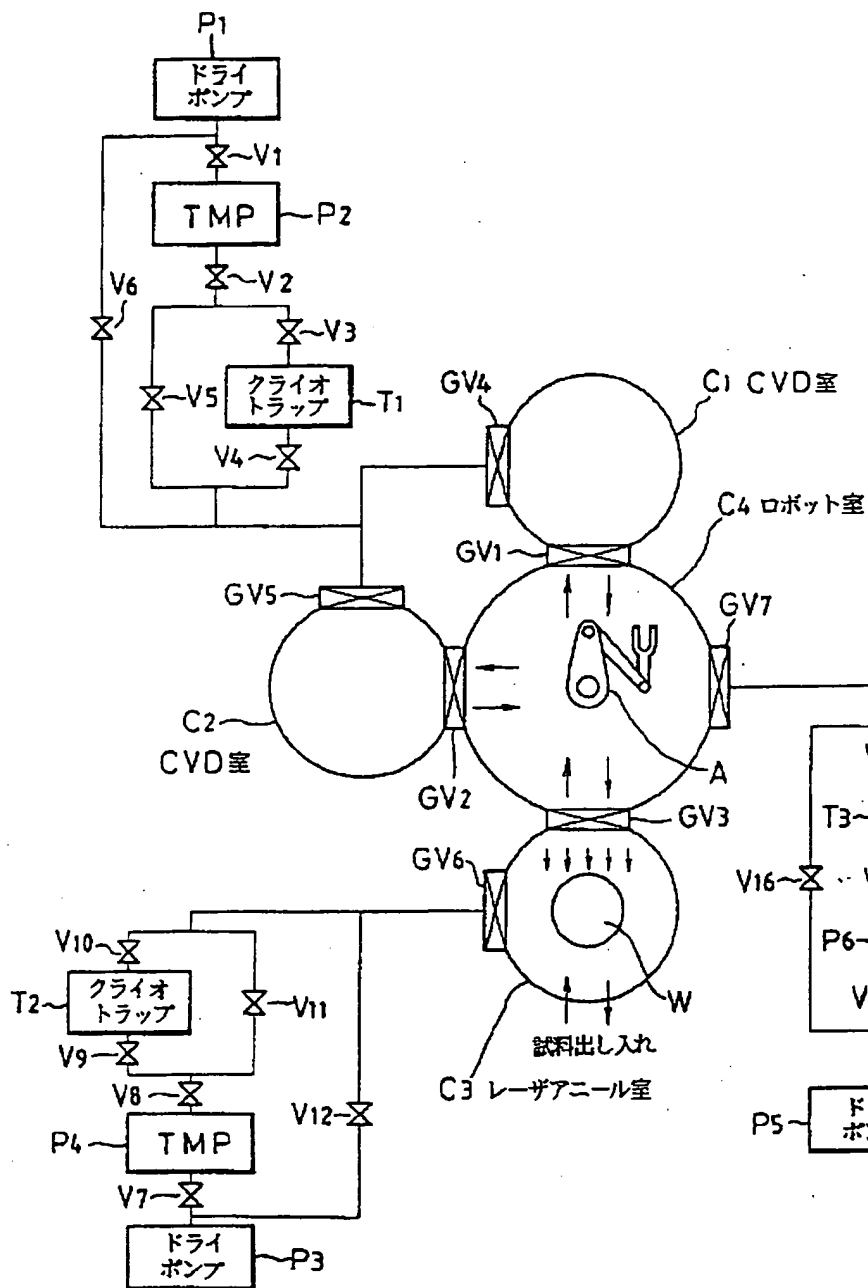 P1
ドライ
ポンプ
V1
TMP
P2
V2
V6
V3
V5
クライオ
トラップ
T1
V4
GV4
C1 CVD室
C4 ロボット室
GV1
GV5
GV7
C2
CVD室
GV2
A
GV3
T3
GV6
V16
V10
P6
T2
クライオ
トラップ
V11
W
V
V9
試料出し入れ
V8
C3 レーザアニール室
V12
P4
TMP
P5
ド
ポン
V7
ドライ
ポンプ
P3